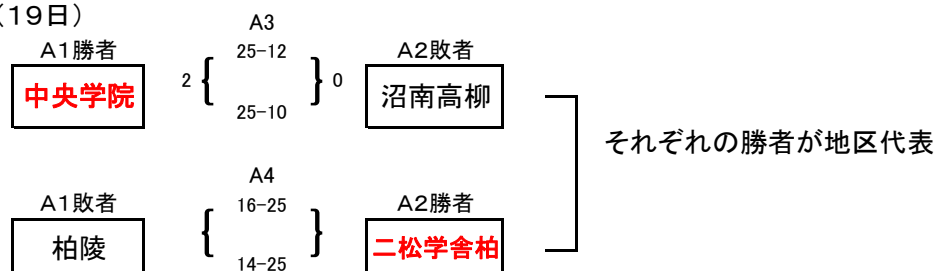 (19日)
A3
A1勝者 25-12 A2敗者
中央学院 2 { } 0 沼南高柳
25-10
それぞれの勝者が地区代表
A4
A1敗者 16-25 A2勝者
柏陵 { } 二松学舎柏
14-25